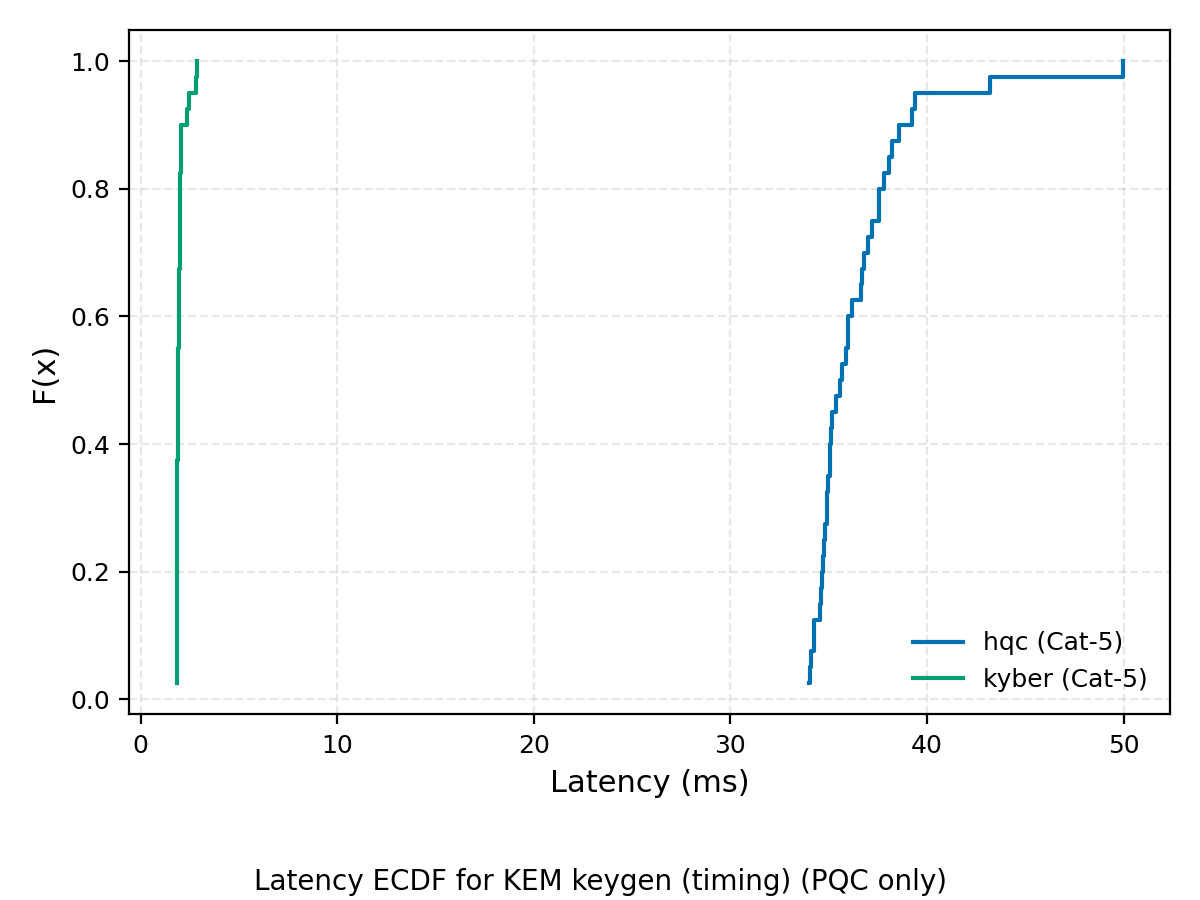 1.0
0.8
0.6
0.4
0.2
0.0
F(x)
hqc (Cat-5)
kyber (Cat-5)
0 10 20 30 40 50
Latency (ms)
Latency ECDF for KEM keygen (timing) (PQC only)